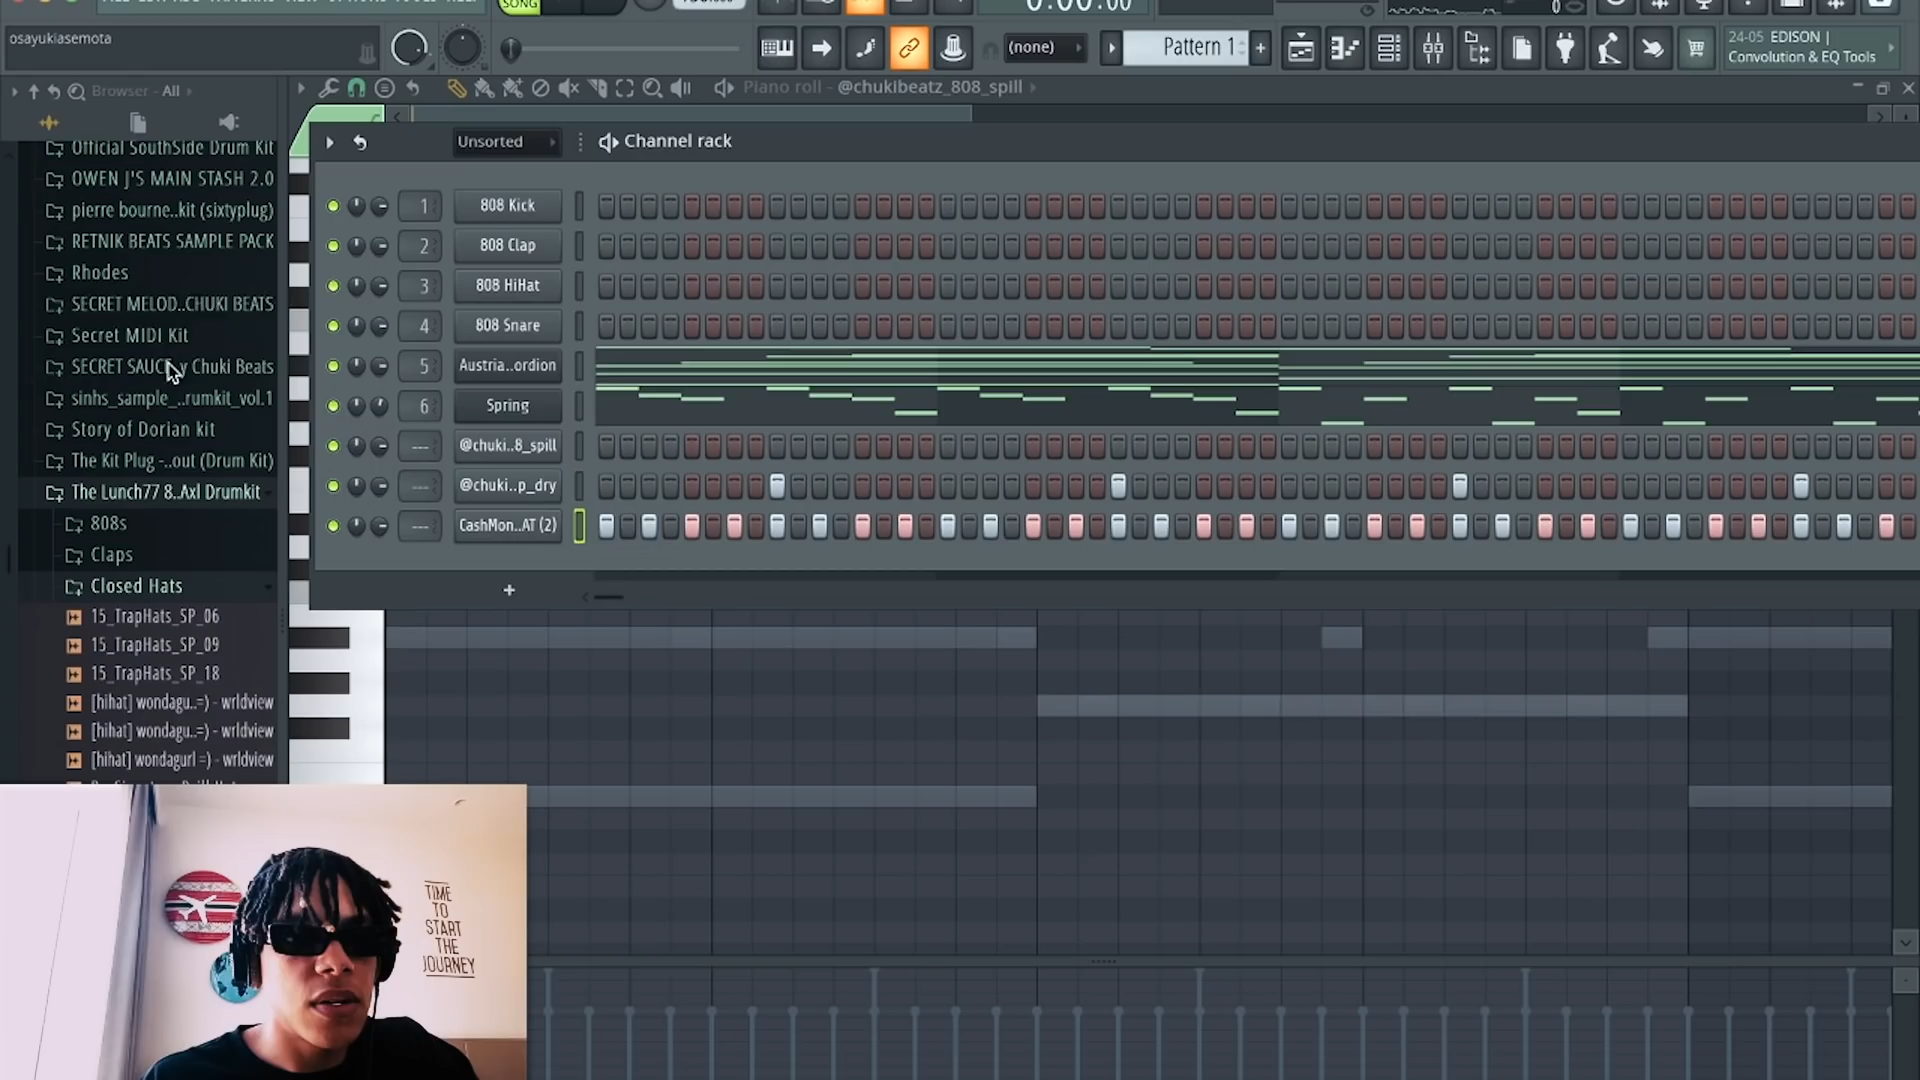 SONG
0:00:00
osayukiasemota
(none)
Pattern 1
24-05 EDISON |
Convolution & EQ Tools
Browser - All
Piano roll - @chukibeatz_808_spill
Unsorted
Channel rack
Official SouthSide Drum Kit
OWEN J'S MAIN STASH 2.0
pierre bourne..kit (sixtyplug)
RETNIK BEATS SAMPLE PACK
Rhodes
SECRET MELOD..CHUKI BEATS
Secret MIDI Kit
SECRET SAUC y Chuki Beats
sinhs_sample_..rumkit_vol.1
Story of Dorian kit
The Kit Plug -..out (Drum Kit)
The Lunch77 8..Axl Drumkit
808s
Claps
Closed Hats
15_TrapHats_SP_06
15_TrapHats_SP_09
15_TrapHats_SP_18
[hihat] wondagu..=) - wrldview
[hihat] wondagu..=) - wrldview
[hihat] wondagurl =) - wrldview
1 808 Kick
2 808 Clap
3 808 HiHat
4 808 Snare
5 Austria..ordion
6 Spring
--- @chuki..8_spill
--- @chuki..p_dry
--- CashMon..AT (2)
+
TIME
TO
START
THE
JOURNEY